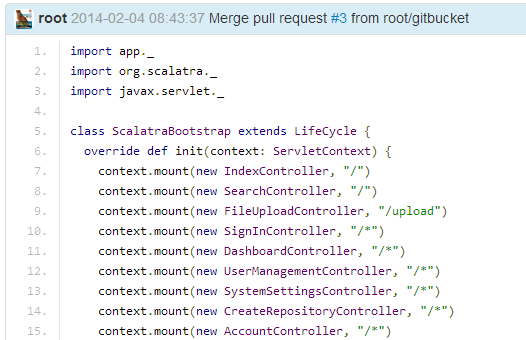 root 2014-02-04 08:43:37 Merge pull request #3 from root/gitbucket
1. import app._
2. import org.scalatra._
3. import javax.servlet._
4.
5. class ScalatraBootstrap extends LifeCycle {
6. override def init(context: ServletContext) {
7. context.mount(new IndexController, "/")
8. context.mount(new SearchController, "/")
9. context.mount(new FileUploadController, "/upload")
10. context.mount(new SignInController, "/*")
11. context.mount(new DashboardController, "/*")
12. context.mount(new UserManagementController, "/*")
13. context.mount(new SystemSettingsController, "/*")
14. context.mount(new CreateRepositoryController, "/*")
15. context.mount(new AccountController, "/*")